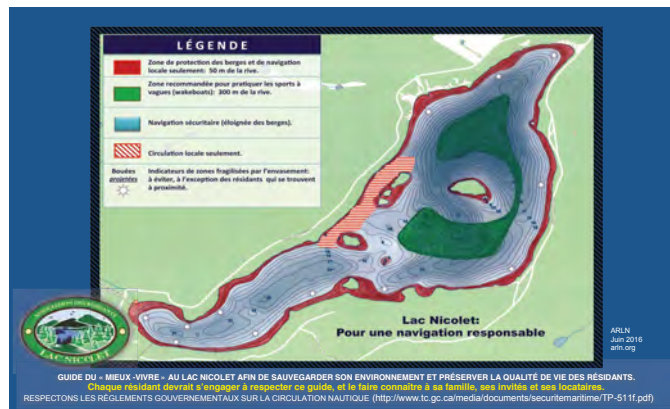 LÉGENDE
Zone de protection des berges et de navigation
locale seulement: 50 m de la rive.
Zone recommandée pour pratiquer les sports à
vagues (wakeboats): 300 m de la rive.
Navigation sécuritaire (éloignée des berges).
Circulation locale seulement.
Bouées
projetées
Indicateurs de zones fragilisées par l'envasement:
à éviter, à l'exception des résidants qui se trouvent
à proximité.
Lac Nicolet:
Pour une navigation responsable
ASSOCIATION DES RÉSIDANTS
LAC NICOLET
ARLN
Juin 2016
arln.org
GUIDE DU « MIEUX -VIVRE » AU LAC NICOLET AFIN DE SAUVEGARDER SON ENVIRONNEMENT ET PRÉSERVER LA QUALITÉ DE VIE DES RÉSIDANTS.
Chaque résidant devrait s'engager à respecter ce guide, et le faire connaître à sa famille, ses invités et ses locataires.
RESPECTONS LES RÈGLEMENTS GOUVERNEMENTAUX SUR LA CIRCULATION NAUTIQUE (http://www.tc.gc.ca/media/documents/securitemaritime/TP-511f.pdf)